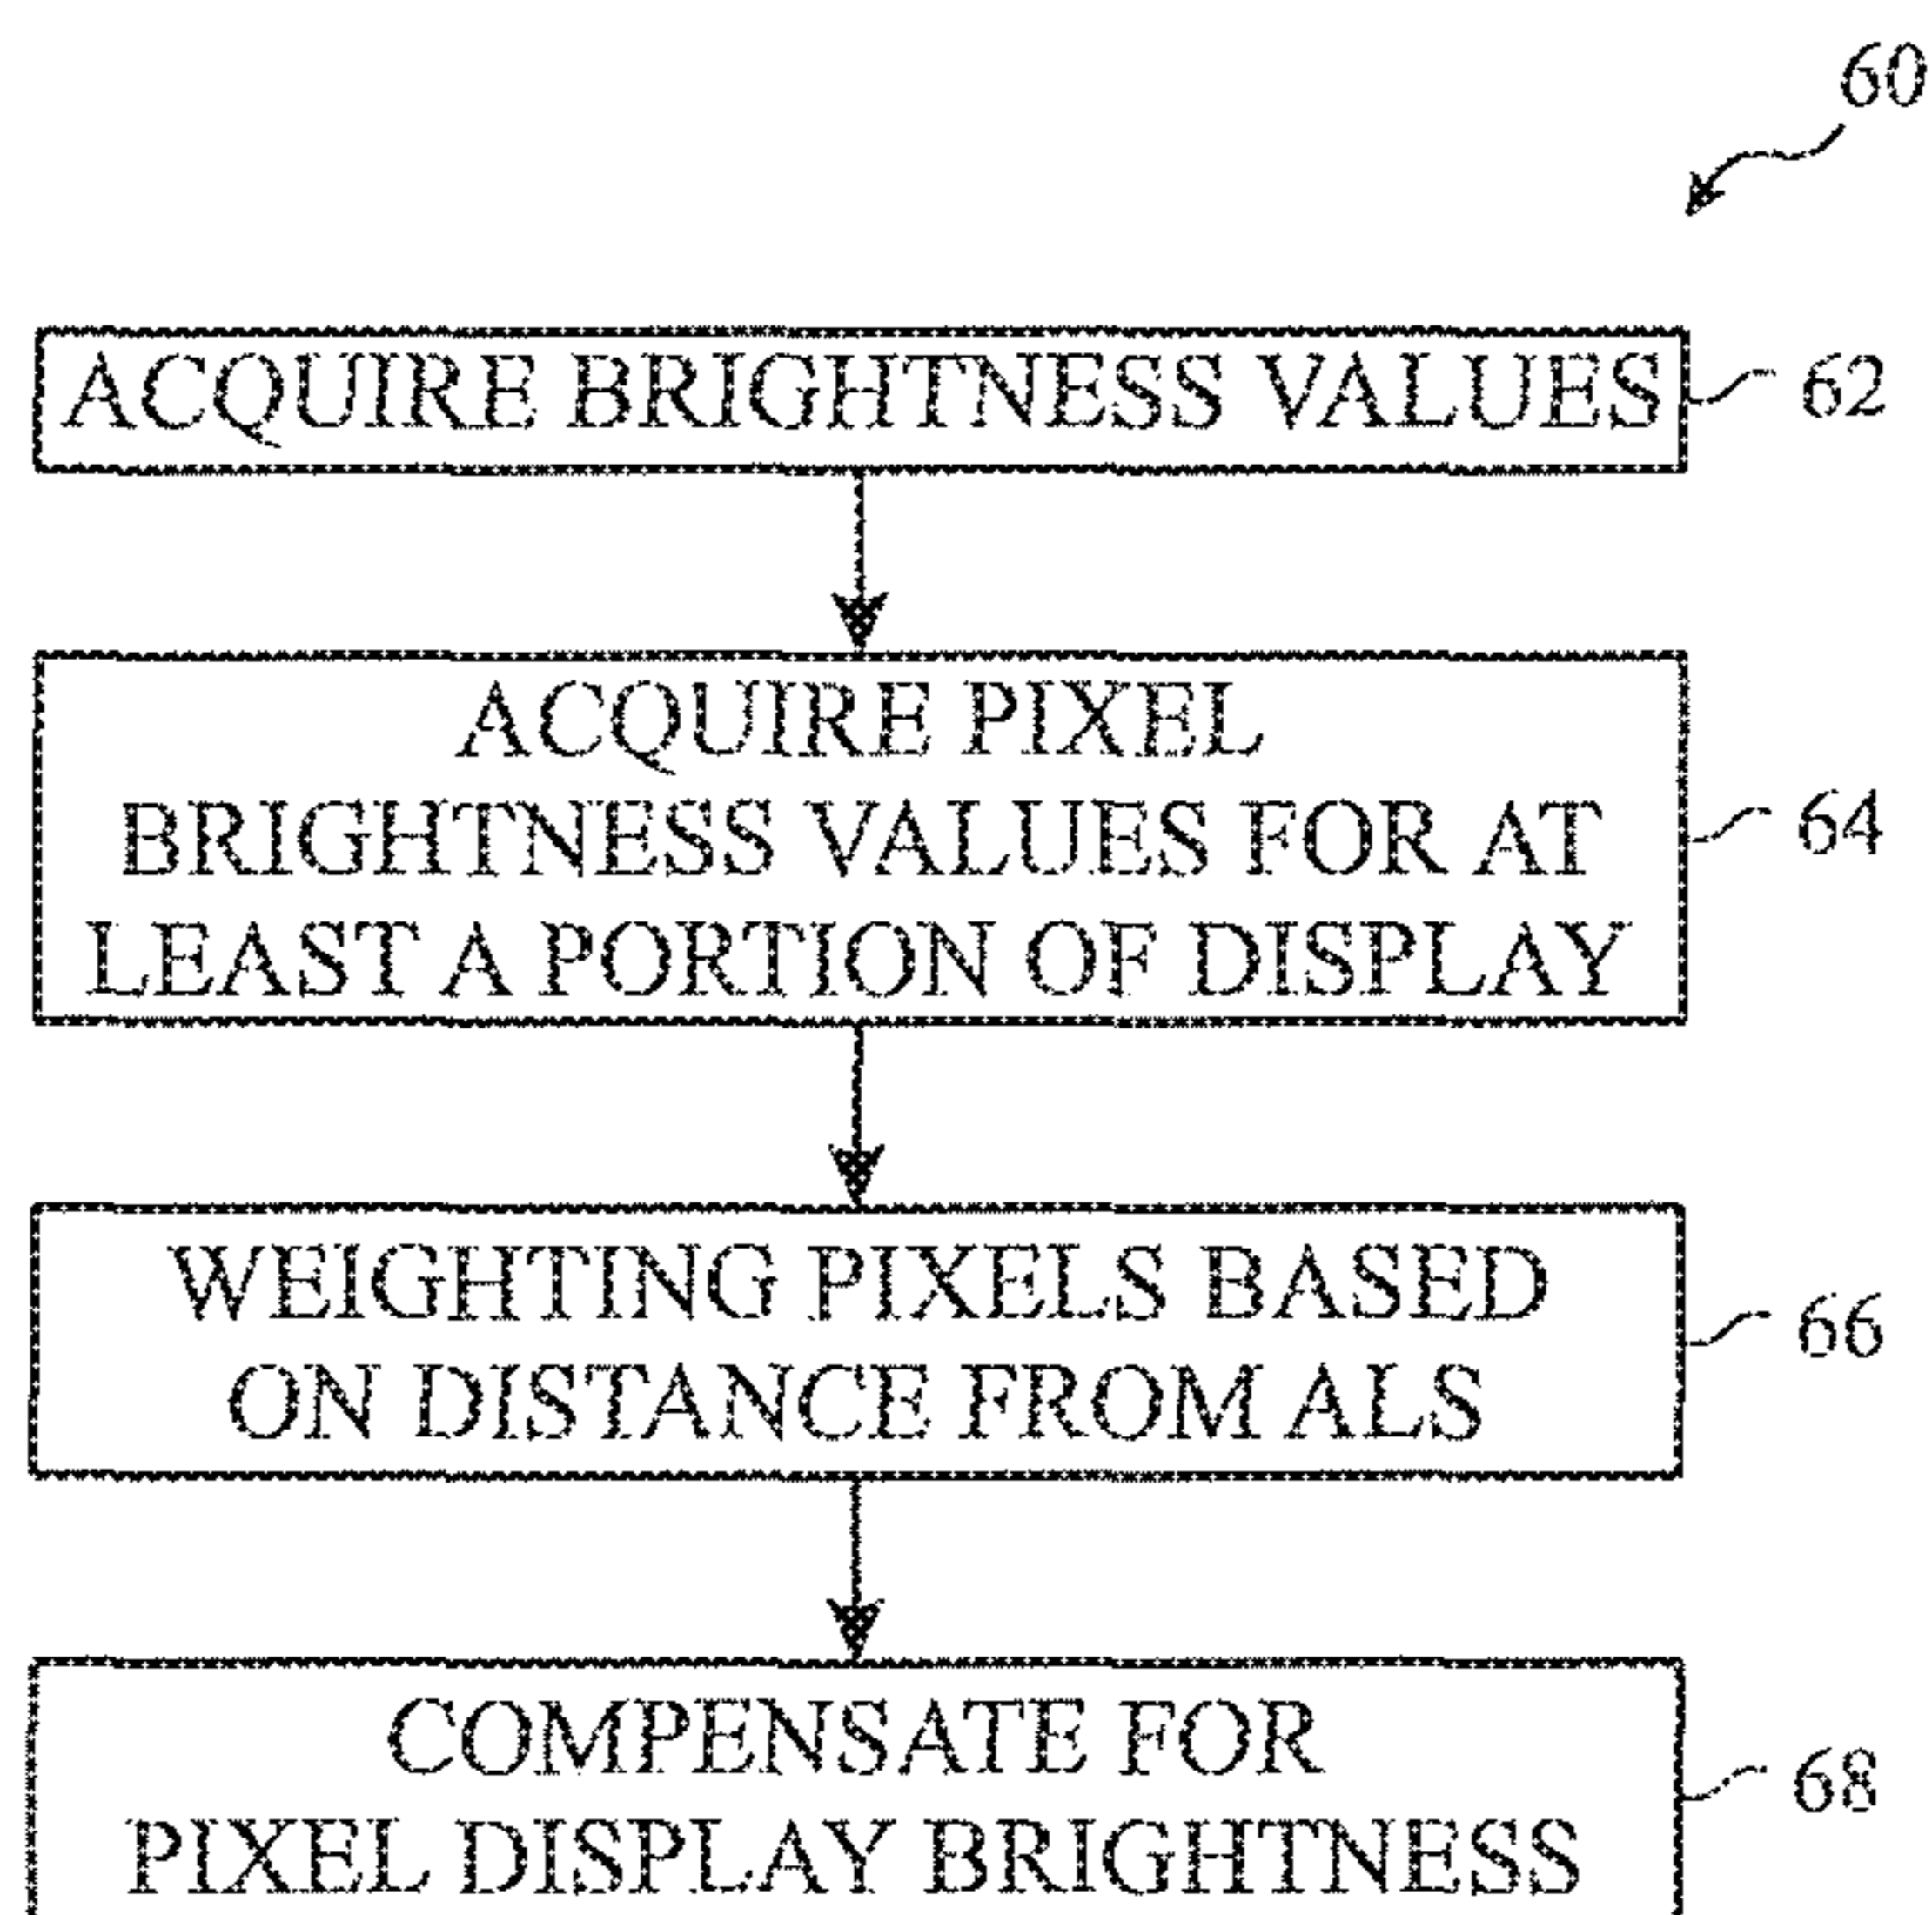 60
ACQUIRE BRIGHTNESS VALUES 62
ACQUIRE PIXEL
BRIGHTNESS VALUES FOR AT 64
LEAST A PORTION OF DISPLAY
WEIGHTING PIXELS BASED 66
ON DISTANCE FROM ALS
COMPENSATE FOR 68
PIXEL DISPLAY BRIGHTNESS